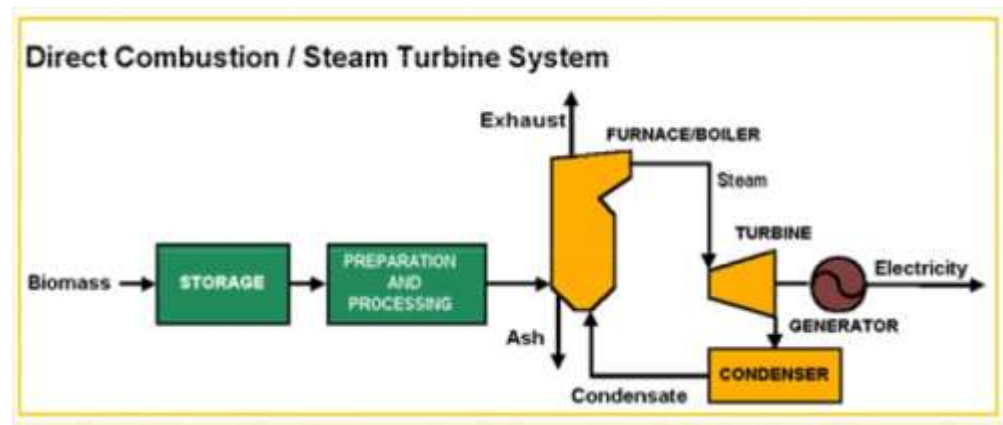 Direct Combustion / Steam Turbine System
Exhaust
FURNACE/BOILER
Steam
TURBINE
Biomass
STORAGE
PREPARATION
AND
PROCESSING
Electricity
GENERATOR
Ash
CONDENSER
Condensate